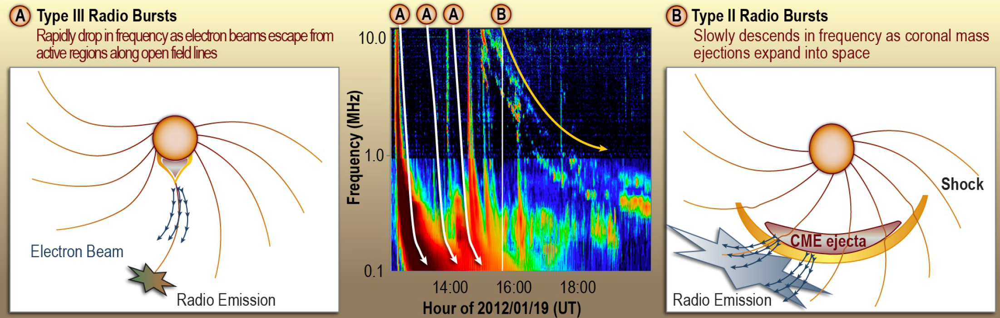 A Type III Radio Bursts
Rapidly drop in frequency as electron beams escape from
active regions along open field lines
Electron Beam
Radio Emission
A A A B
10.0
1.0
0.1
Frequency (MHz)
14:00 16:00 18:00
Hour of 2012/01/19 (UT)
B Type II Radio Bursts
Slowly descends in frequency as coronal mass
ejections expand into space
Shock
CME ejecta
Radio Emission